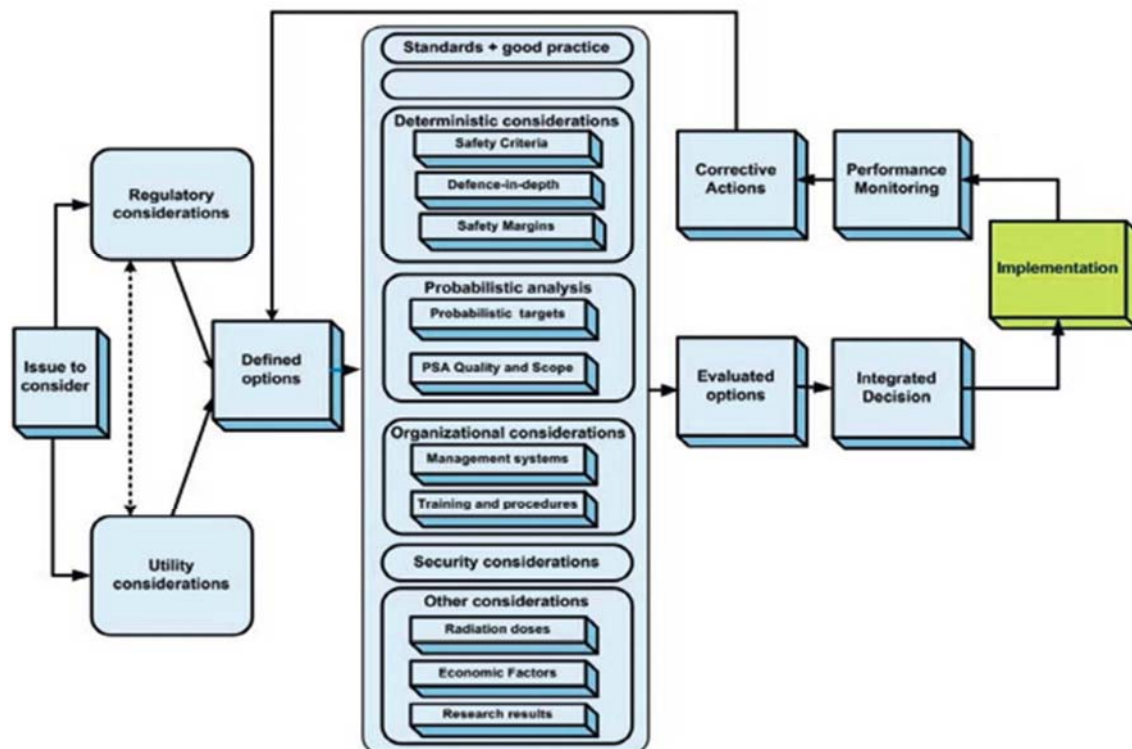 Issue to
consider
Regulatory
considerations
Utility
considerations
Defined
options
Standards + good practice
Deterministic considerations
Safety Criteria
Defence-in-depth
Safety Margins
Probabilistic analysis
Probabilistic targets
PSA Quality and Scope
Organizational considerations
Management systems
Training and procedures
Security considerations
Other considerations
Radiation doses
Economic Factors
Research results
Evaluated
options
Integrated
Decision
Implementation
Performance
Monitoring
Corrective
Actions